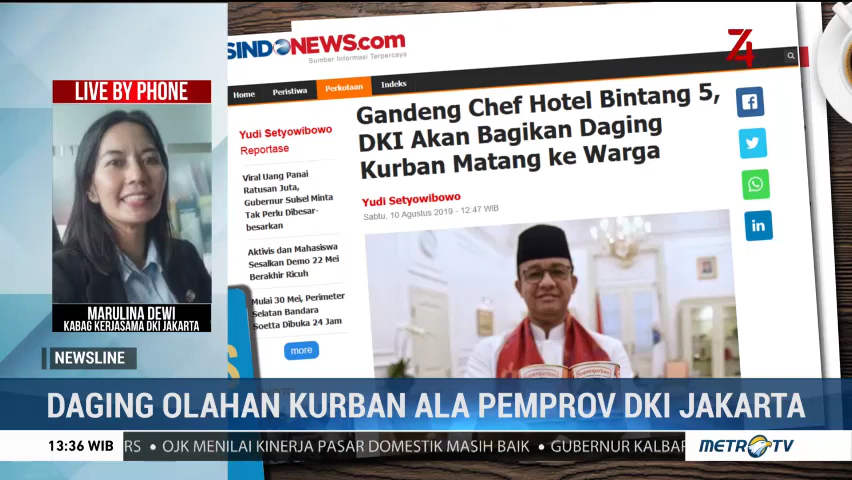 SINDONEWS.com
Sumber Informasi Terpercaya
74
Home Peristiwa Perkotaan Indeks
LIVE BY PHONE
Yudi Setyowibowo
Reportase
Viral Uang Panai
Ratusan Juta,
Gubernur Sulsel Minta
Tak Perlu Dibesar-
besarkan
Aktivis dan Mahasiswa
Sesalkan Demo 22 Mei
Berakhir Ricuh
Mulai 30 Mei, Perimeter
Selatan Bandara
Soetta Dibuka 24 Jam
more
Gandeng Chef Hotel Bintang 5,
DKI Akan Bagikan Daging
Kurban Matang ke Warga
Yudi Setyowibowo
Sabtu, 10 Agustus 2019 - 12:47 WIB
in
MARULINA DEWI
KABAG KERJASAMA DKI JAKARTA
NEWSLINE
DAGING OLAHAN KURBAN ALA PEMPROV DKI JAKARTA
13:36 WIB
RS • OJK MENILAI KINERJA PASAR DOMESTIK MASIH BAIK • GUBERNUR KALBAR
METRO TV